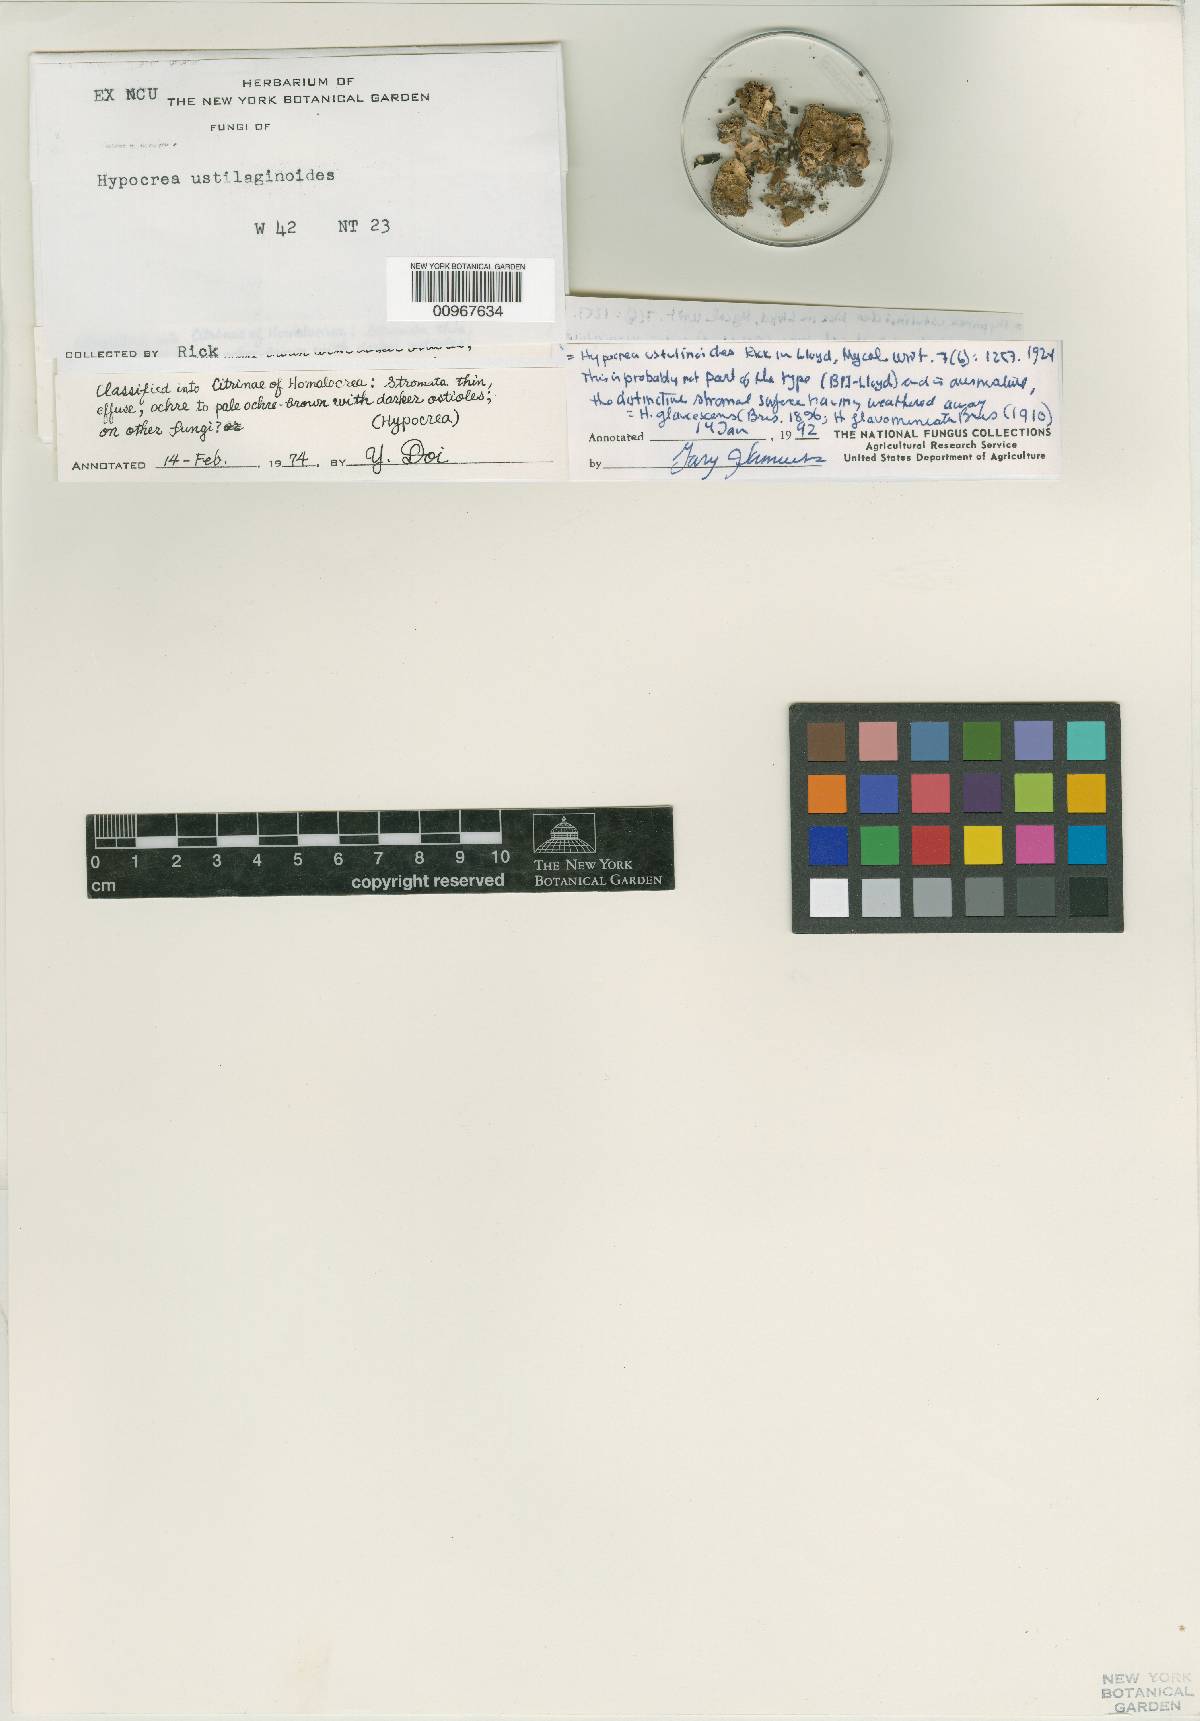 EX NCU
HERBARIUM OF
THE NEW YORK BOTANICAL GARDEN
FUNGI OF
Hypocrea ustilaginoides
W 42 NT 23
NEW YORK BOTANICAL GARDEN
00967634
COLLECTED BY Rick
Classified into Citrinae of Homalocrea: Stromata thin,
effuse; ochre to pale ochre-brown with darker ostioles;
on other fungi? (Hypocrea)
ANNOTATED 14-Feb. 1974. BY Y. Doi
= Hypocrea ustulinoides Rick in Lloyd, Mycol. Writ. 7(6): 1257. 1924
This is probably not part of the type (BPI-Lloyd) and is overmature,
the distinctive stromal surface having weathered away
= H. glaucescens (Bres. 1896; H. flavomunicata Bres (1910)
Annotated 14 Jan, 1992 THE NATIONAL FUNGUS COLLECTIONS
Agricultural Research Service
by Gary J Samuels United States Department of Agriculture
0 1 2 3 4 5 6 7 8 9 10
cm copyright reserved
THE NEW YORK
BOTANICAL GARDEN
NEW YORK
BOTANICAL
GARDEN